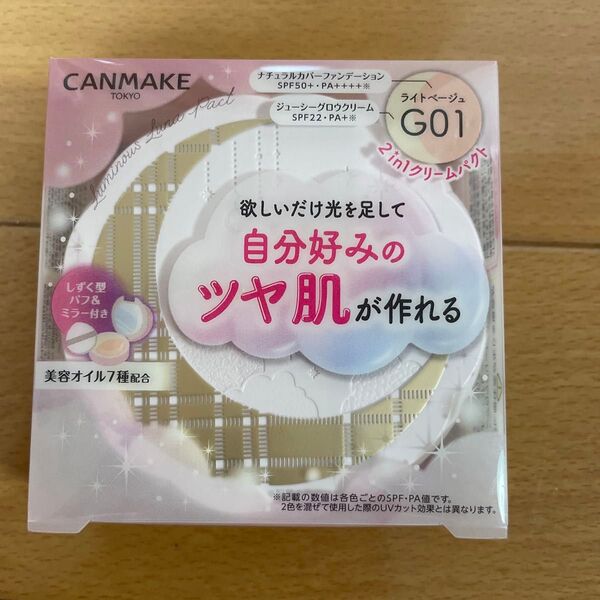 CANMAKE
TOKYO
ナチュラルカバーファンデーション
SPF50+・PA++++※
ジューシーグロウクリーム
SPF22・PA+※
ライトベージュ
G01
2in1クリームパクト
Luminous Luna Pact
欲しいだけ光を足して
自分好みの
ツヤ肌が作れる
しずく型
パフ&
ミラー付き
美容オイル7種配合
※記載の数値は各色ごとのSPF・PA値です。
2色を混ぜて使用した際のUVカット効果とは異なります。